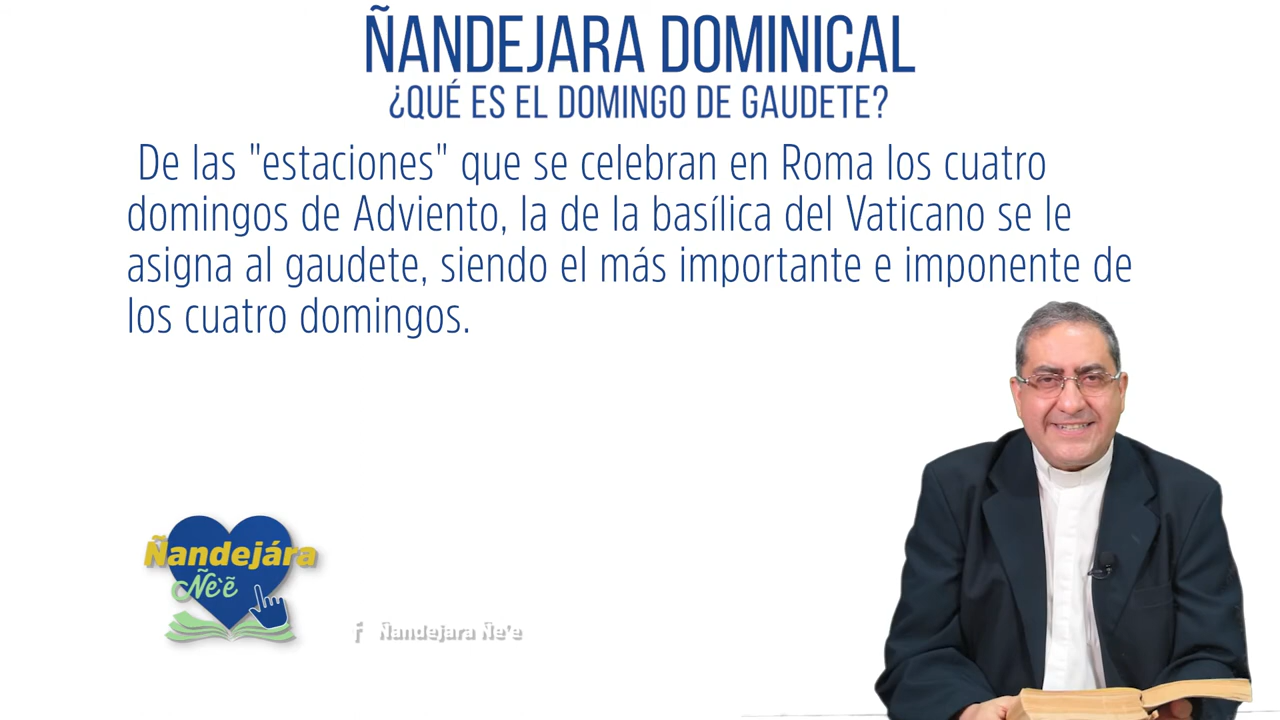 ÑANDEJARA DOMINICAL
¿QUÉ ES EL DOMINGO DE GAUDETE?
De las "estaciones" que se celebran en Roma los cuatro
domingos de Adviento, la de la basílica del Vaticano se le
asigna al gaudete, siendo el más importante e imponente de
los cuatro domingos.
Ñandejára
Ñe'ẽ
f Ñandejara Ñe'e